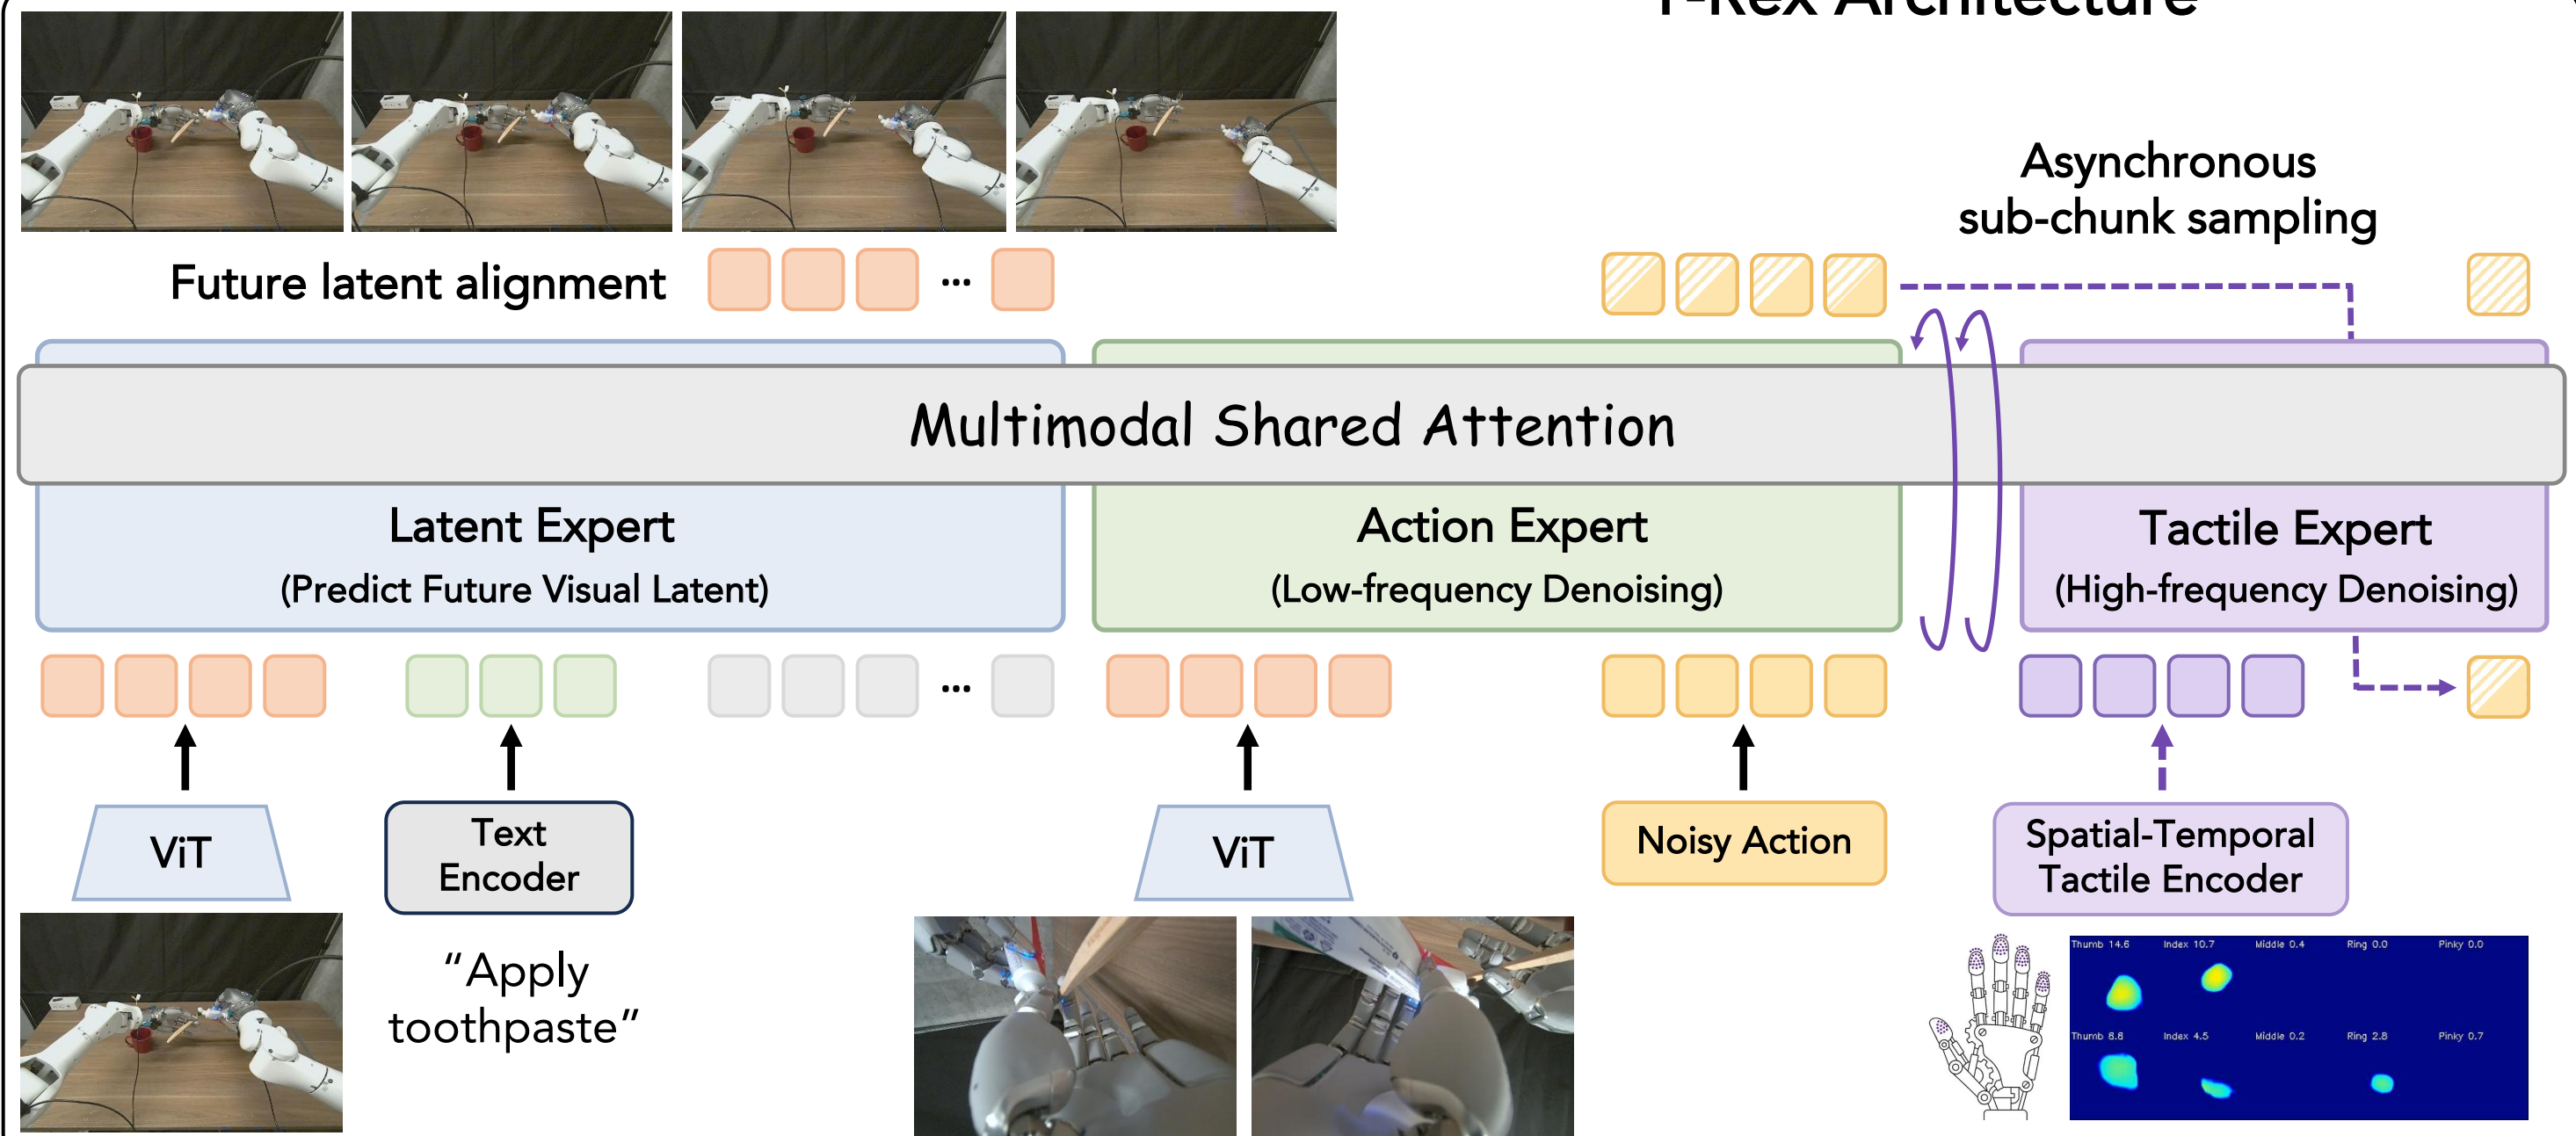 T-Rex Architecture
Asynchronous
sub-chunk sampling
Future latent alignment
...
Multimodal Shared Attention
Latent Expert
(Predict Future Visual Latent)
Action Expert
(Low-frequency Denoising)
Tactile Expert
(High-frequency Denoising)
...
ViT
Text
Encoder
ViT
Noisy Action
Spatial-Temporal
Tactile Encoder
“Apply
toothpaste”
Thumb 14.6 Index 10.7 Middle 0.4 Ring 0.0 Pinky 0.0
Thumb 8.8 Index 4.5 Middle 0.2 Ring 2.8 Pinky 0.7